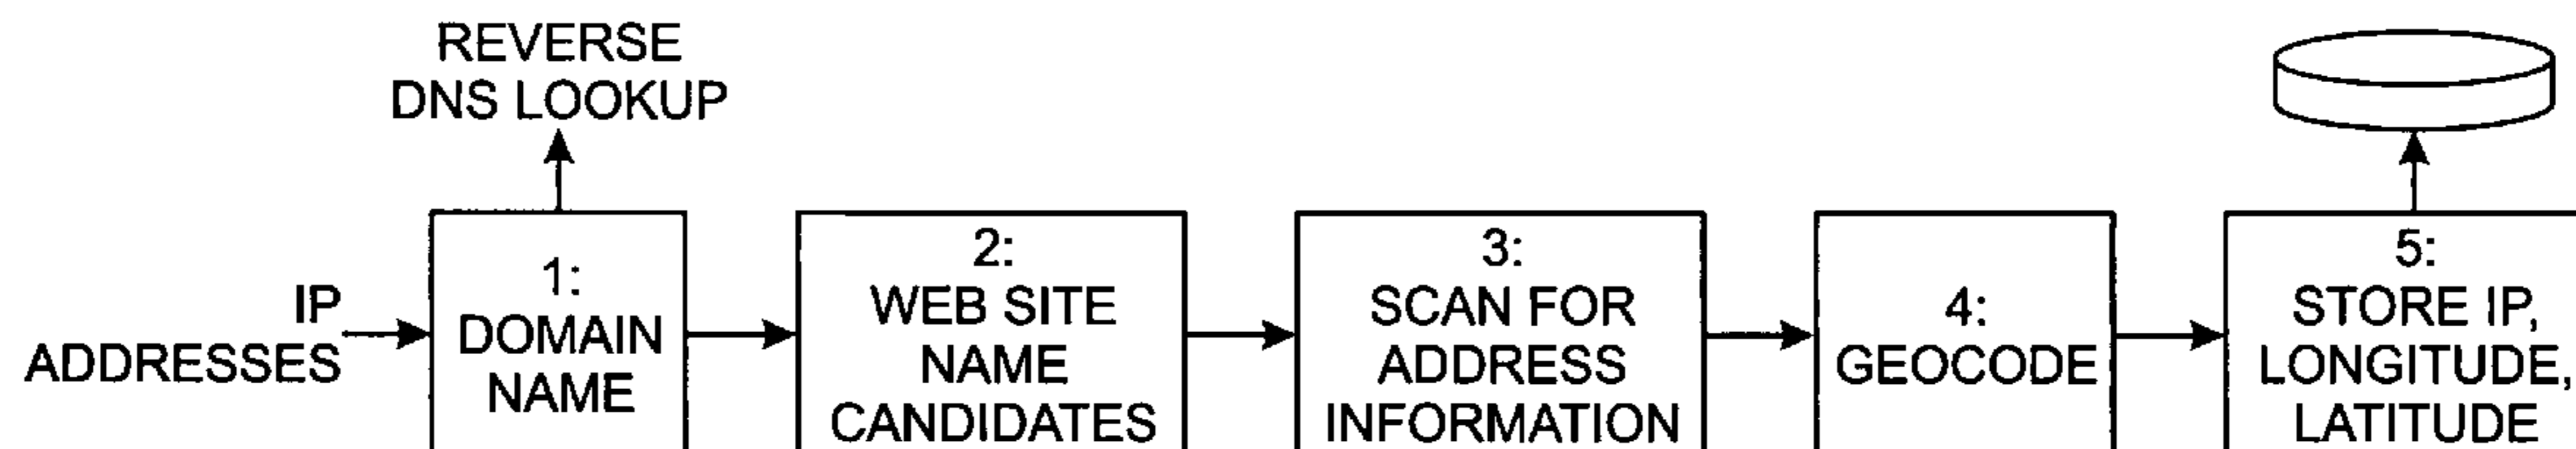 REVERSE
DNS LOOKUP
IP
ADDRESSES
1:
DOMAIN
NAME
2:
WEB SITE
NAME
CANDIDATES
3:
SCAN FOR
ADDRESS
INFORMATION
4:
GEOCODE
5:
STORE IP,
LONGITUDE,
LATITUDE